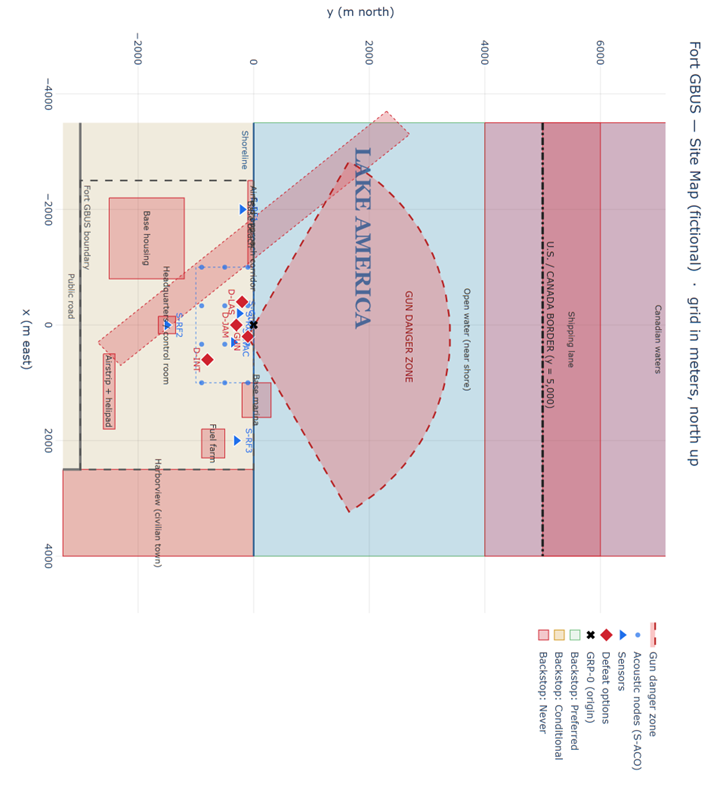 Fort GBUS — Site Map (fictional) · grid in meters, north up
y (m north)
−2000
0
2000
4000
6000
x (m east)
−4000
−2000
0
2000
4000
Canadian waters
Shipping lane
U.S. / CANADA BORDER (y = 5,000)
Open water (near shore)
GUN DANGER ZONE
LAKE AMERICA
Shoreline
Base marina
Base housing
Headquarters
control room
Airstrip + helipad
Fuel farm
Harborview (civilian town)
Fort GBUS boundary
Public road
S-RF2
S-RF3
D-LAS
D-JAM
D-INT
Gun danger zone
Acoustic nodes (S-ACO)
Sensors
Defeat options
GRP-0 (origin)
Backstop: Preferred
Backstop: Conditional
Backstop: Never